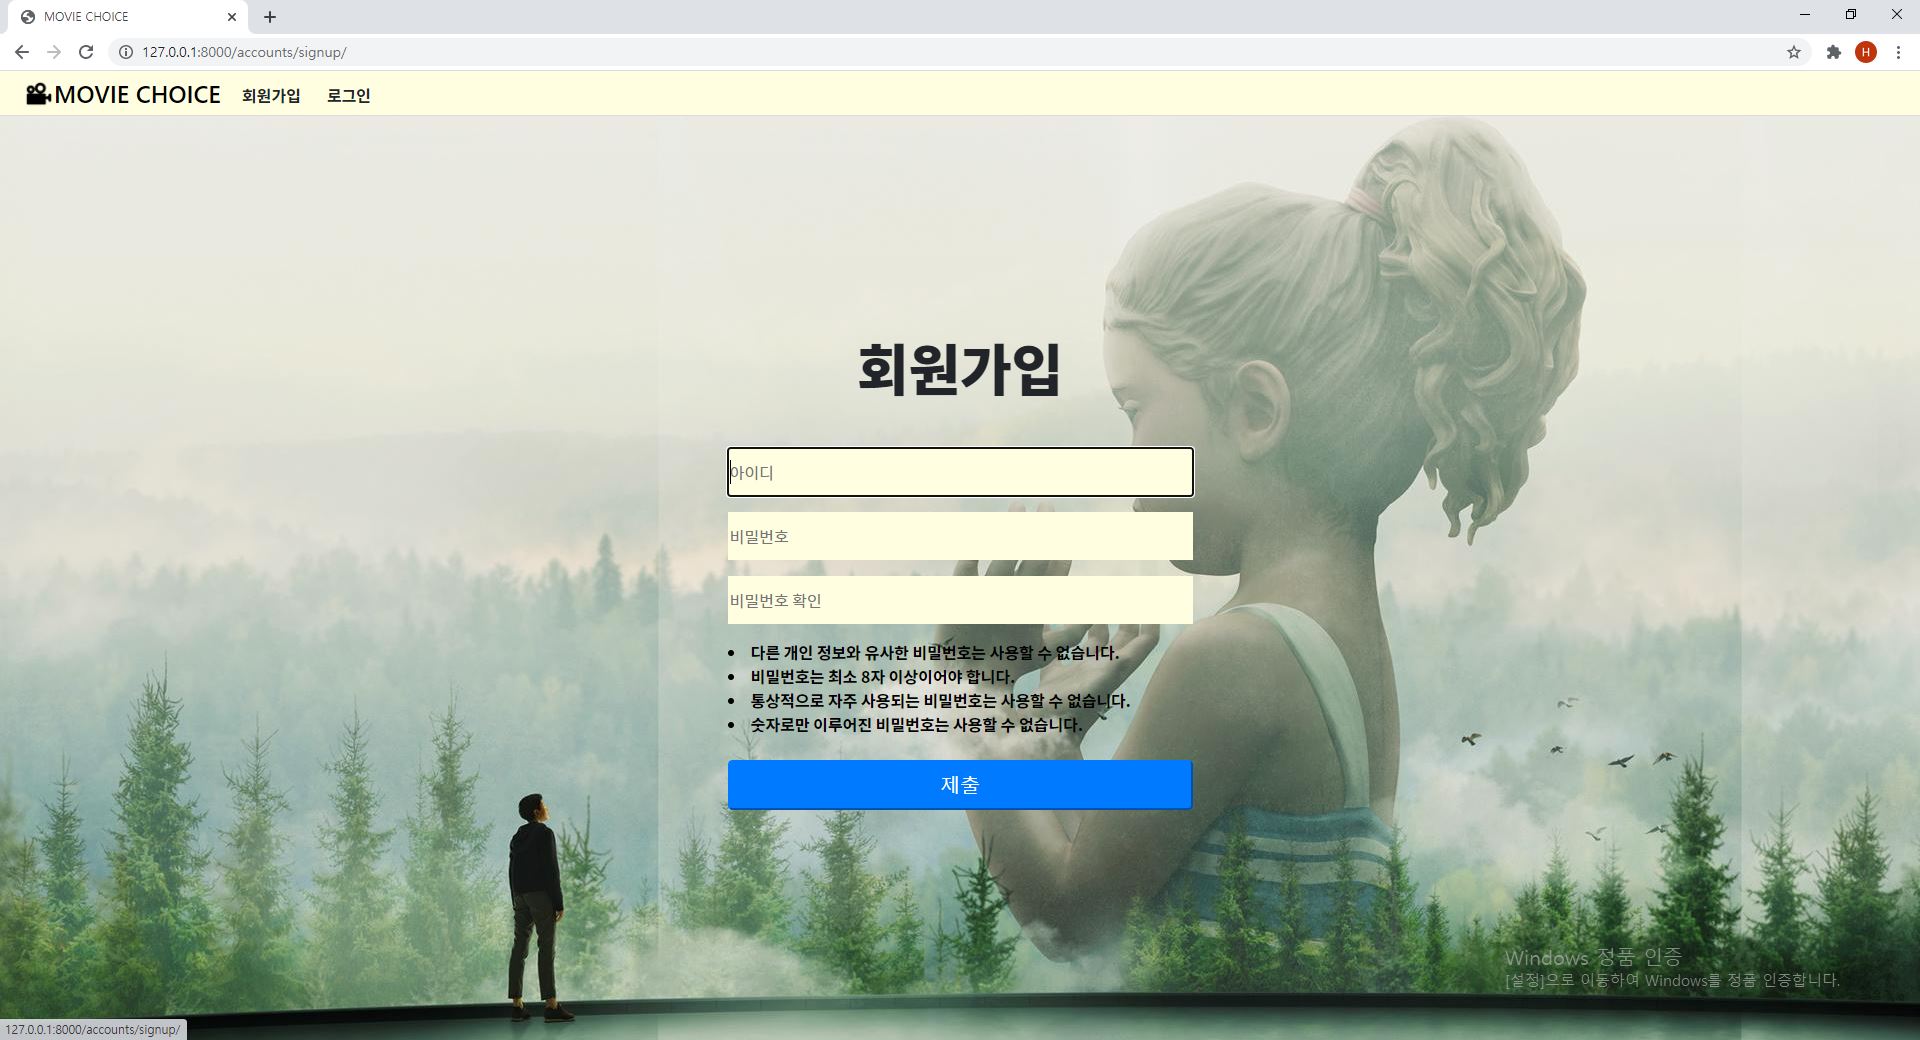 MOVIE CHOICE
127.0.0.1:8000/accounts/signup/
H
MOVIE CHOICE 회원가입 로그인
회원가입
아이디
비밀번호
비밀번호 확인
• 다른 개인 정보와 유사한 비밀번호는 사용할 수 없습니다.
• 비밀번호는 최소 8자 이상이어야 합니다.
• 통상적으로 자주 사용되는 비밀번호는 사용할 수 없습니다.
• 숫자로만 이루어진 비밀번호는 사용할 수 없습니다.
제출
Windows 정품 인증
[설정]으로 이동하여 Windows를 정품 인증합니다.
127.0.0.1:8000/accounts/signup/